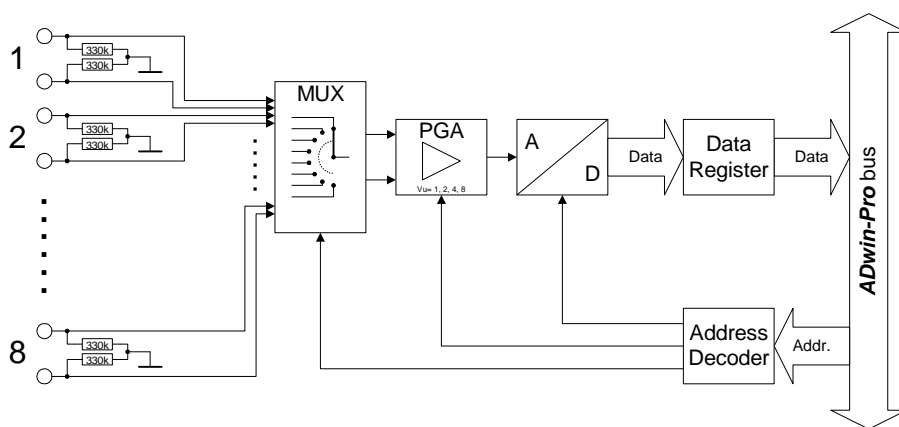 1
330k
330k
2
330k
330k
8
330k
330k
MUX
PGA
Vu= 1, 2, 4, 8
A
D
Data
Data
Register
Data
Address
Decoder
Addr.
ADwin-Pro bus